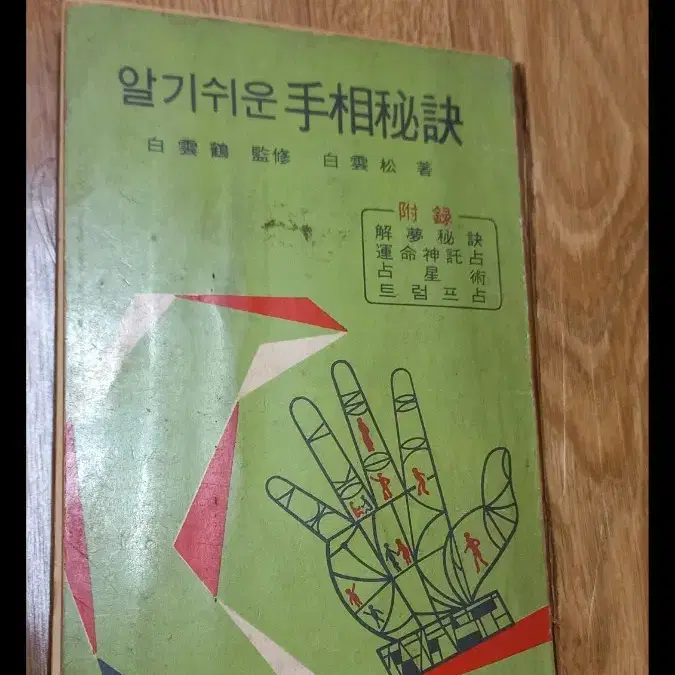 알기쉬운 手相秘訣
白雲鶴 監修 白雲松 著
附錄
解夢秘訣
運命神託占
占星術
트럼프占